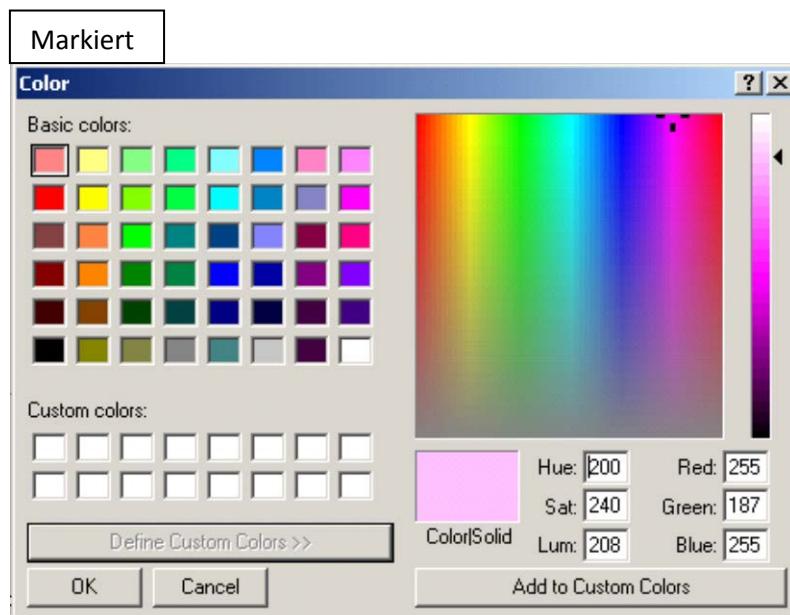 Markiert
Color
Basic colors:
Custom colors:
Define Custom Colors >>
OK Cancel
Color|Solid
Hue: 200 Red: 255
Sat: 240 Green: 187
Lum: 208 Blue: 255
Add to Custom Colors